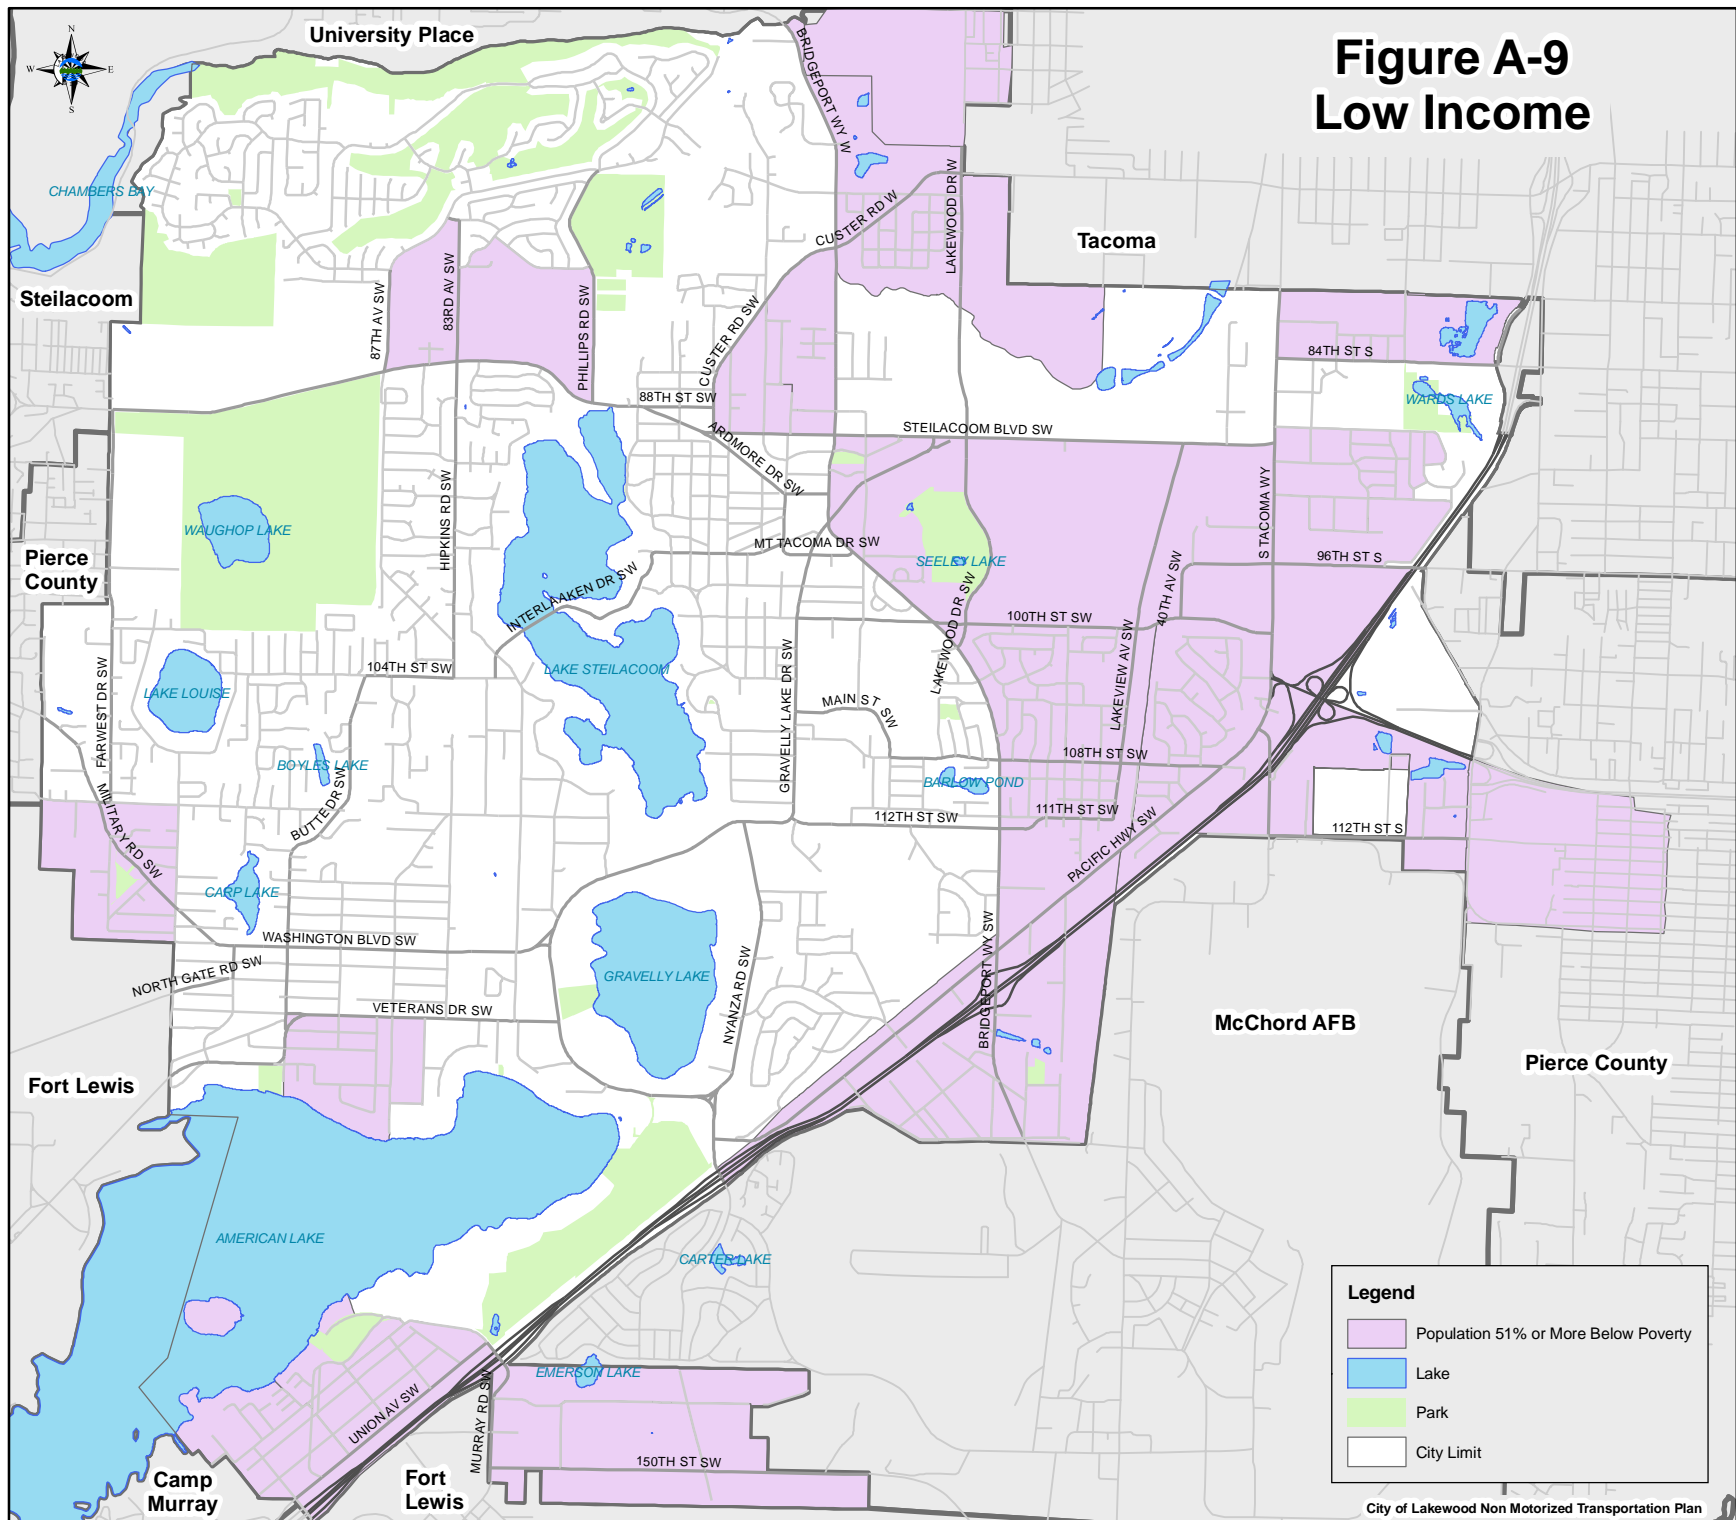 Figure A-9
Low Income
N
W
E
S
University Place
BRIDGEPORT WY W
CHAMBERS BAY
CUSTER RD W
LAKEWOOD DR W
Tacoma
Steilacoom
87TH AV SW
83RD AV SW
PHILLIPS RD SW
CUSTER RD SW
84TH ST S
88TH ST SW
WARDS LAKE
STEILACOOM BLVD SW
ARDMORE DR SW
HIPKINS RD SW
S TACOMA WY
WAUGHOP LAKE
MT TACOMA DR SW
96TH ST S
Pierce
County
SEELEY LAKE
INTERLAAKEN DR SW
40TH AV SW
100TH ST SW
LAKEWOOD DR SW
104TH ST SW
LAKE STEILACOOM
GRAVELLY LAKE DR SW
LAKEVIEW AV SW
LAKE LOUISE
FARWEST DR SW
MAIN ST SW
108TH ST SW
BOYLES LAKE
BARLOW POND
BUTTE DR SW
MILITARY RD SW
112TH ST SW
111TH ST SW
112TH ST S
PACIFIC HWY SW
CARP LAKE
WASHINGTON BLVD SW
NORTH GATE RD SW
GRAVELLY LAKE
NYANZA RD SW
BRIDGEPORT WY SW
VETERANS DR SW
McChord AFB
Pierce County
Fort Lewis
AMERICAN LAKE
CARTER LAKE
EMERSON LAKE
UNION AV SW
MURRAY RD SW
150TH ST SW
Camp
Murray
Fort
Lewis
Legend
Population 51% or More Below Poverty
Lake
Park
City Limit
City of Lakewood Non Motorized Transportation Plan